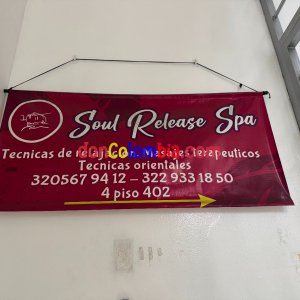 Soul Release Spa
Tecnicas de relajacion Masajes terapeuticos
Tecnicas orientales
320567 94 12 – 322 933 18 50
4 piso 402